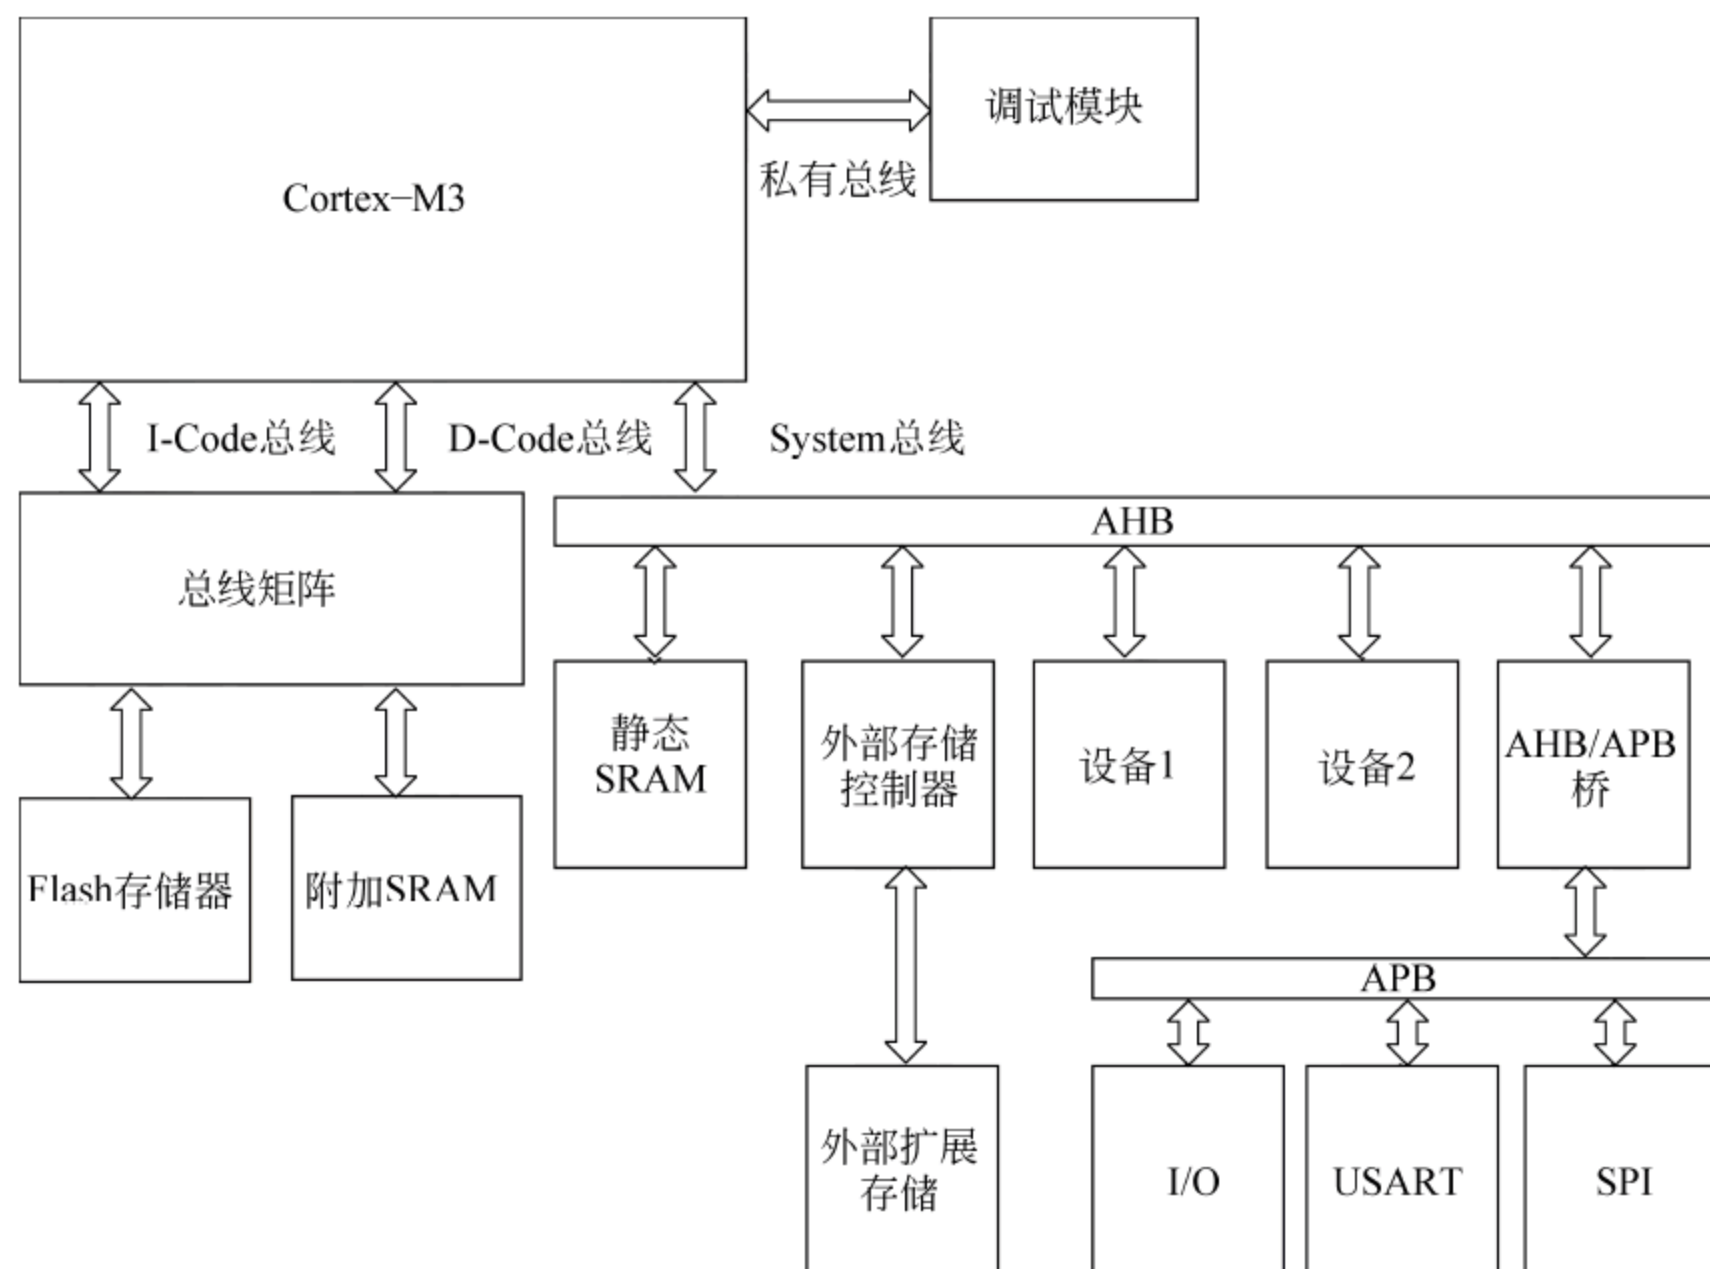 调试模块
私有总线
Cortex-M3
I-Code总线
D-Code总线
System总线
AHB
总线矩阵
静态
SRAM
外部存储
控制器
设备1
设备2
AHB/APB
桥
Flash存储器
附加SRAM
APB
外部扩展
存储
I/O
USART
SPI